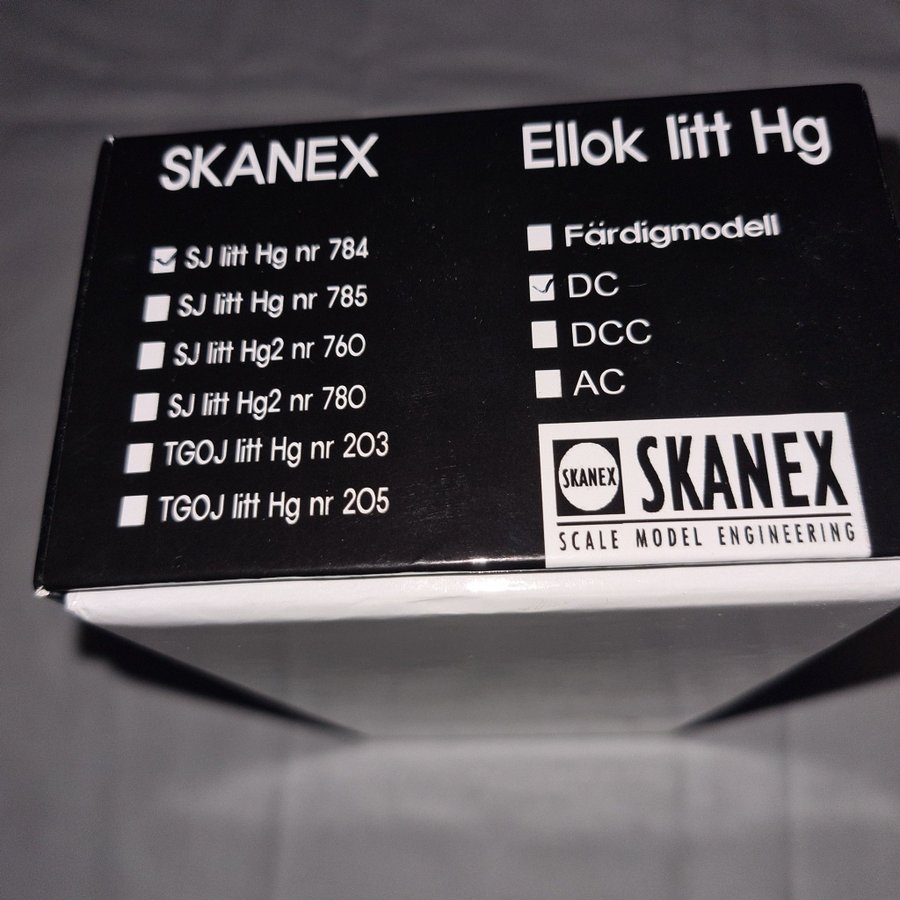 SKANEX
SJ litt Hg nr 784
SJ litt Hg nr 785
SJ litt Hg2 nr 760
SJ litt Hg2 nr 780
TGOJ litt Hg nr 203
TGOJ litt Hg nr 205
Ellok litt Hg
Färdigmodell
DC
DCC
AC
SKANEX
SKANEX
SCALE MODEL ENGINEERING